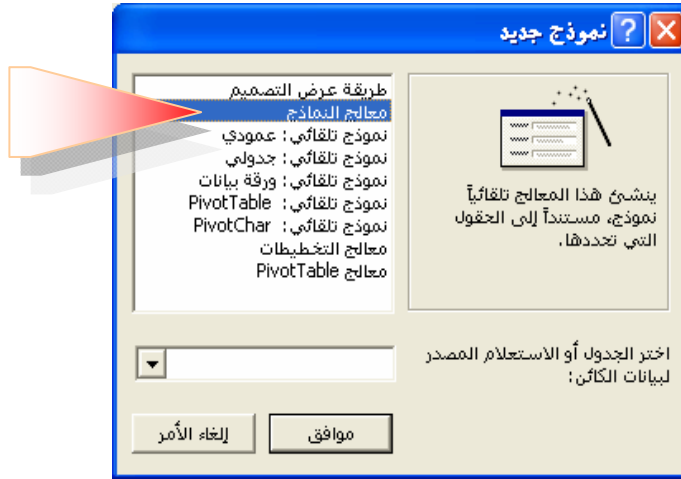 نموذج جديد
طريقة عرض التصميم
معالج النماذج
نموذج تلقائي: عمودي
نموذج تلقائي: جدولي
نموذج تلقائي: ورقة بيانات
نموذج تلقائي: PivotTable
نموذج تلقائي: PivotChar
معالج التخطيطات
معالج PivotTable
ينشئ هذا المعالج تلقائياً
نموذج، مستنداً إلى الحقول
التي تحددها.
اختر الجدول أو الاستعلام المصدر
لبيانات الكائن:
موافق
إلغاء الأمر